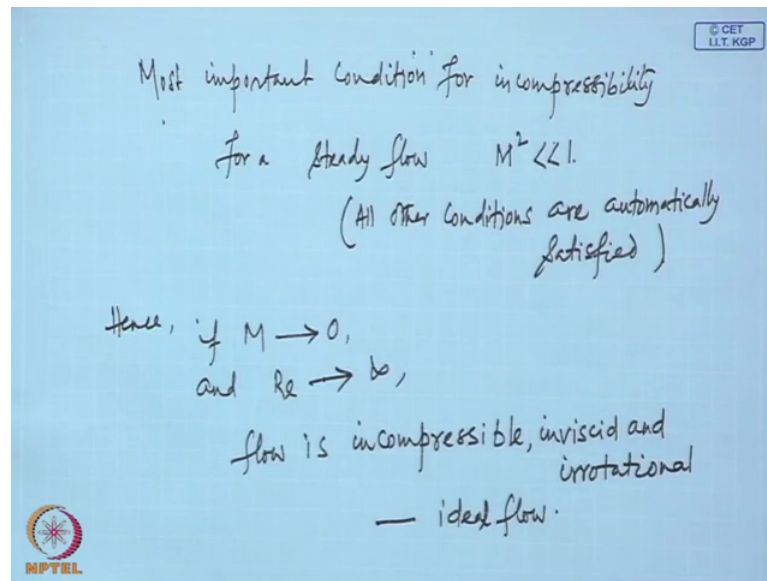 © CET
I.I.T. KGP
Most important Condition for incompressibility
for a steady flow M² << 1.
(All other conditions are automatically
satisfied)
Hence, if M → 0,
and Re → ∞,
flow is incompressible, inviscid and
irrotational
— ideal flow.
NPTEL